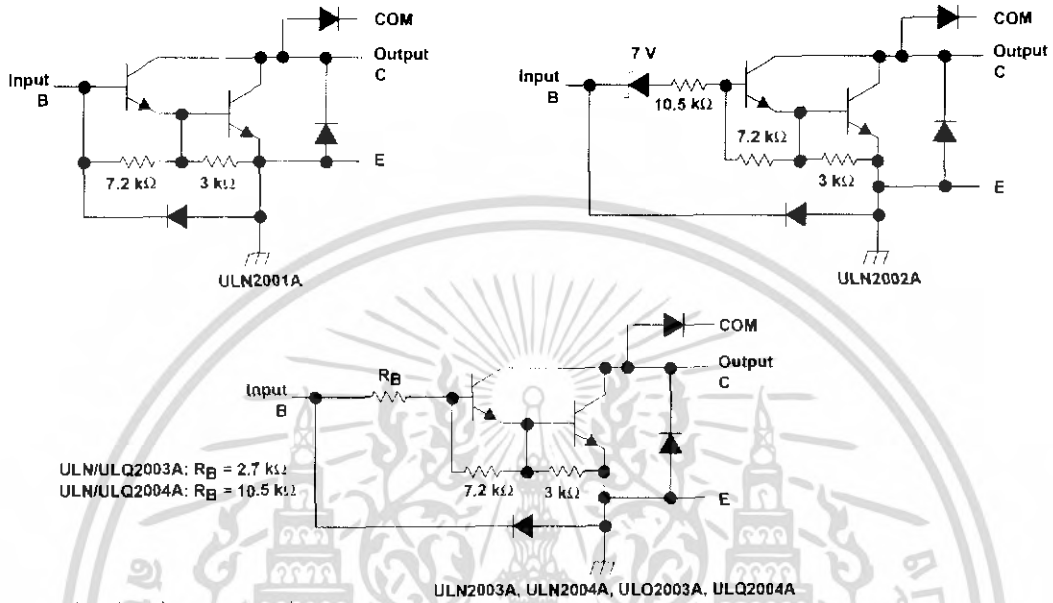 COM
Output
C
Input
B
7.2 kΩ
3 kΩ
E
ULN2001A
COM
Output
C
7 V
Input
B
10.5 kΩ
7.2 kΩ
3 kΩ
E
ULN2002A
COM
Output
C
RB
Input
B
ULN/ULQ2003A: RB = 2.7 kΩ
ULN/ULQ2004A: RB = 10.5 kΩ
7.2 kΩ
3 kΩ
E
ULN2003A, ULN2004A, ULQ2003A, ULQ2004A